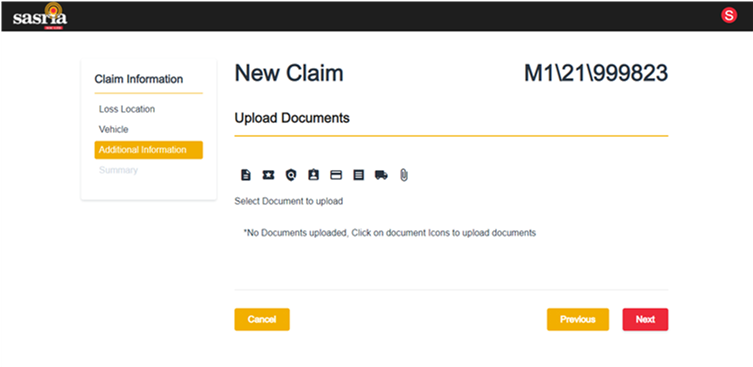 sasria
S
Claim Information
Loss Location
Vehicle
Additional Information
Summary
New Claim
M1\21\999823
Upload Documents
Select Document to upload
*No Documents uploaded, Click on document Icons to upload documents
Cancel
Previous
Next